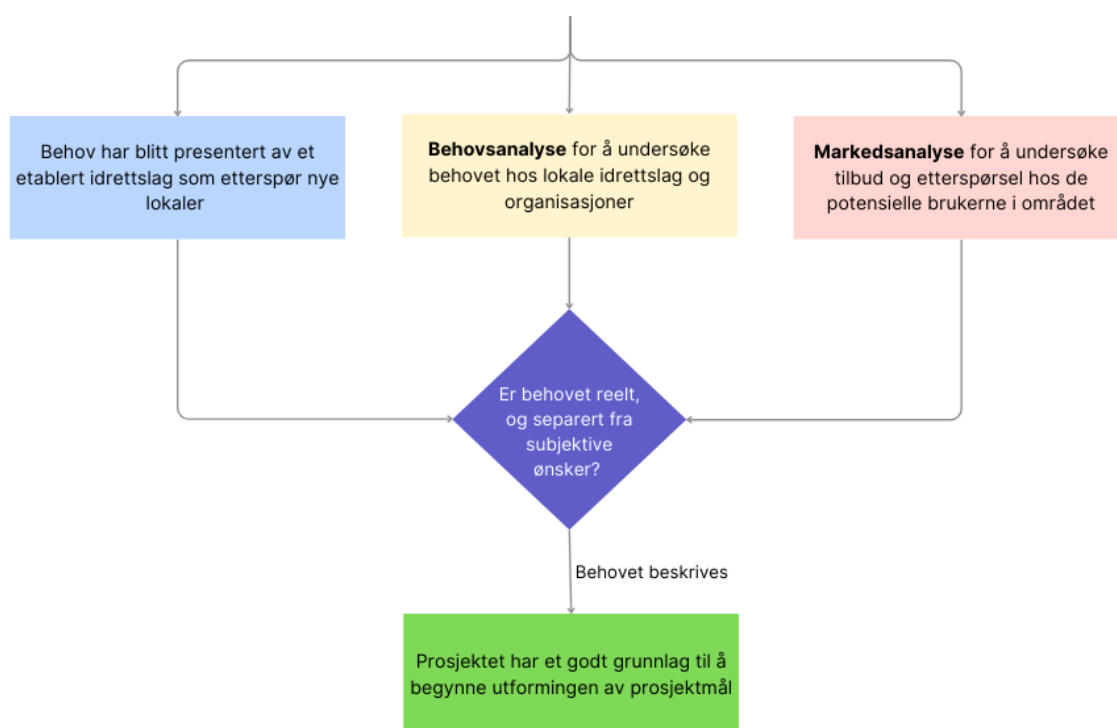 Behov har blitt presentert av et
etablert idrettslag som etterspør nye
lokaler
Behovsanalyse for å undersøke
behovet hos lokale idrettslag og
organisasjoner
Markedsanalyse for å undersøke
tilbud og etterspørsel hos de
potensielle brukerne i området
Er behovet reelt,
og separert fra
subjektive
ønsker?
Behovet beskrives
Prosjektet har et godt grunnlag til å
begynne utformingen av prosjektmål